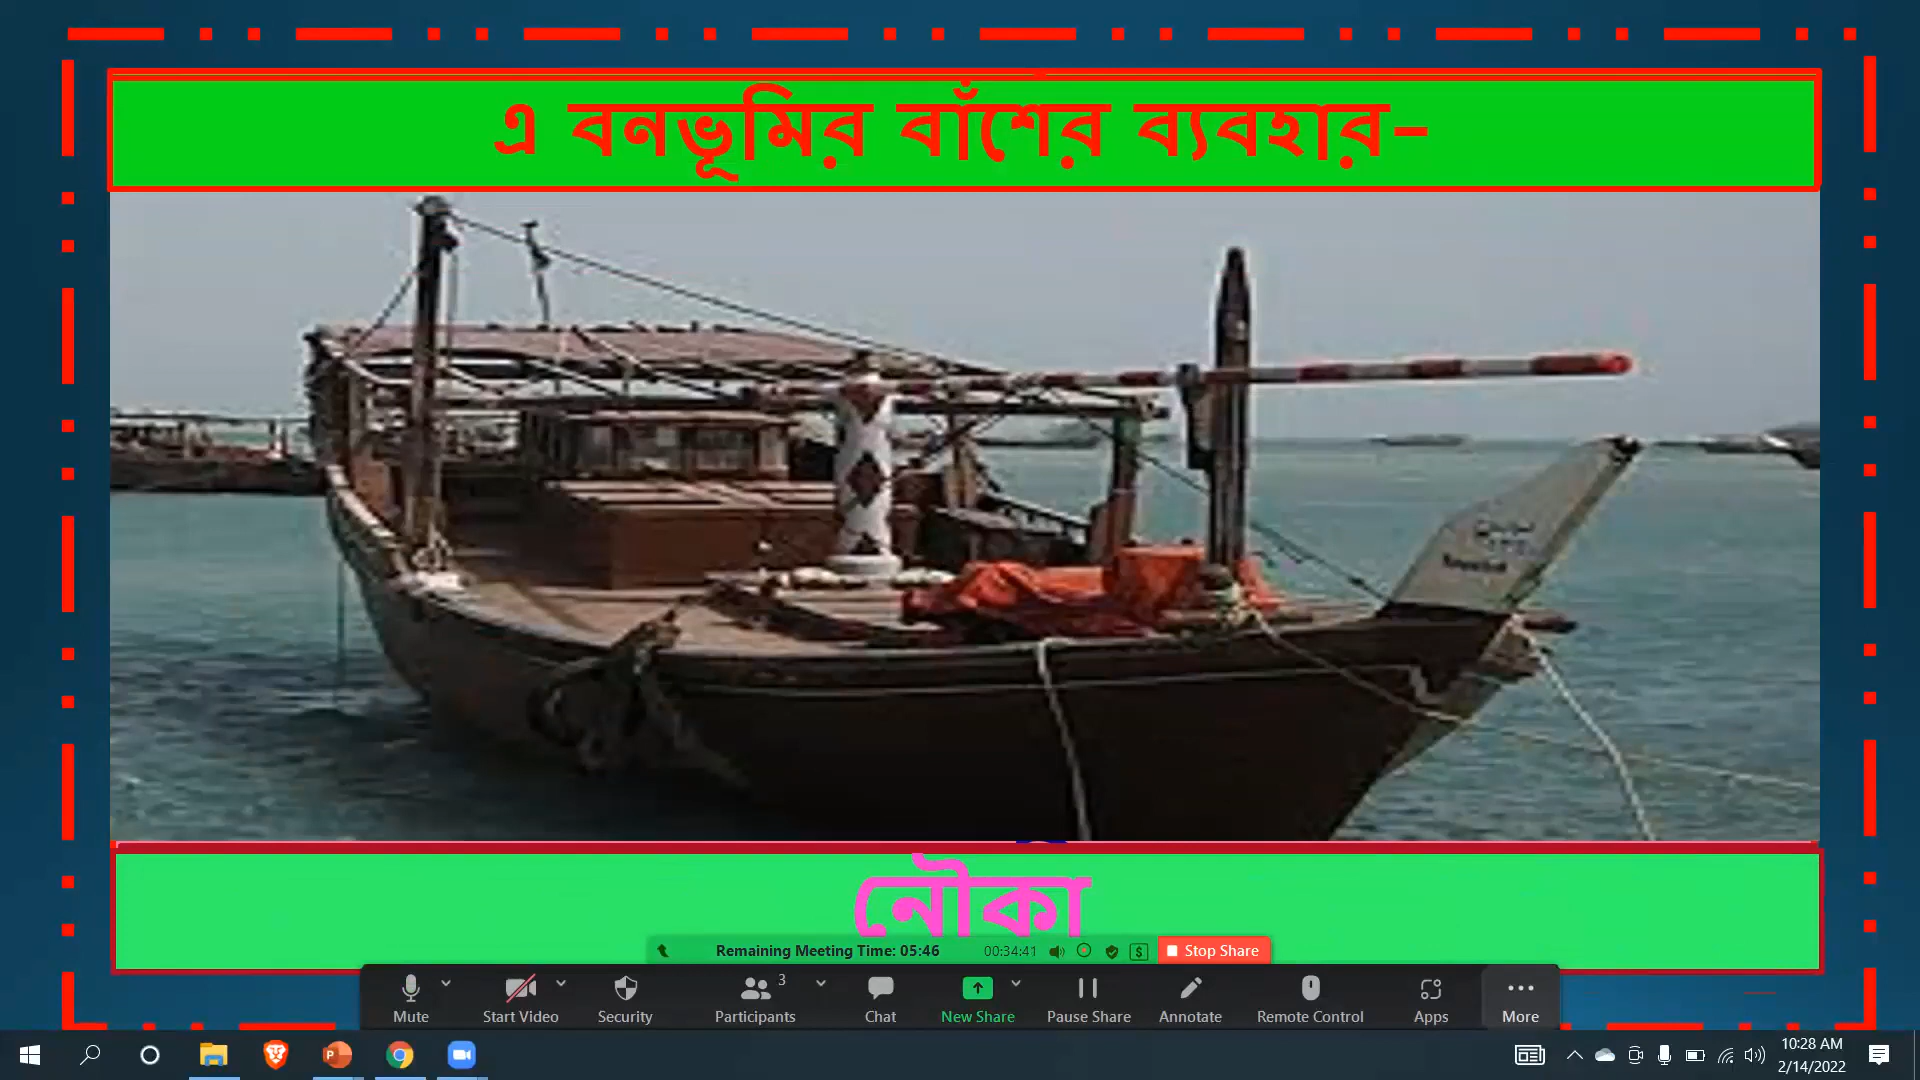 এ বনভূমির বাঁশের ব্যবহার-
নৌকা
Remaining Meeting Time: 05:46
00:34:41
Stop Share
3
Mute
Start Video
Security
Participants
Chat
New Share
Pause Share
Annotate
Remote Control
Apps
More
10:28 AM
2/14/2022